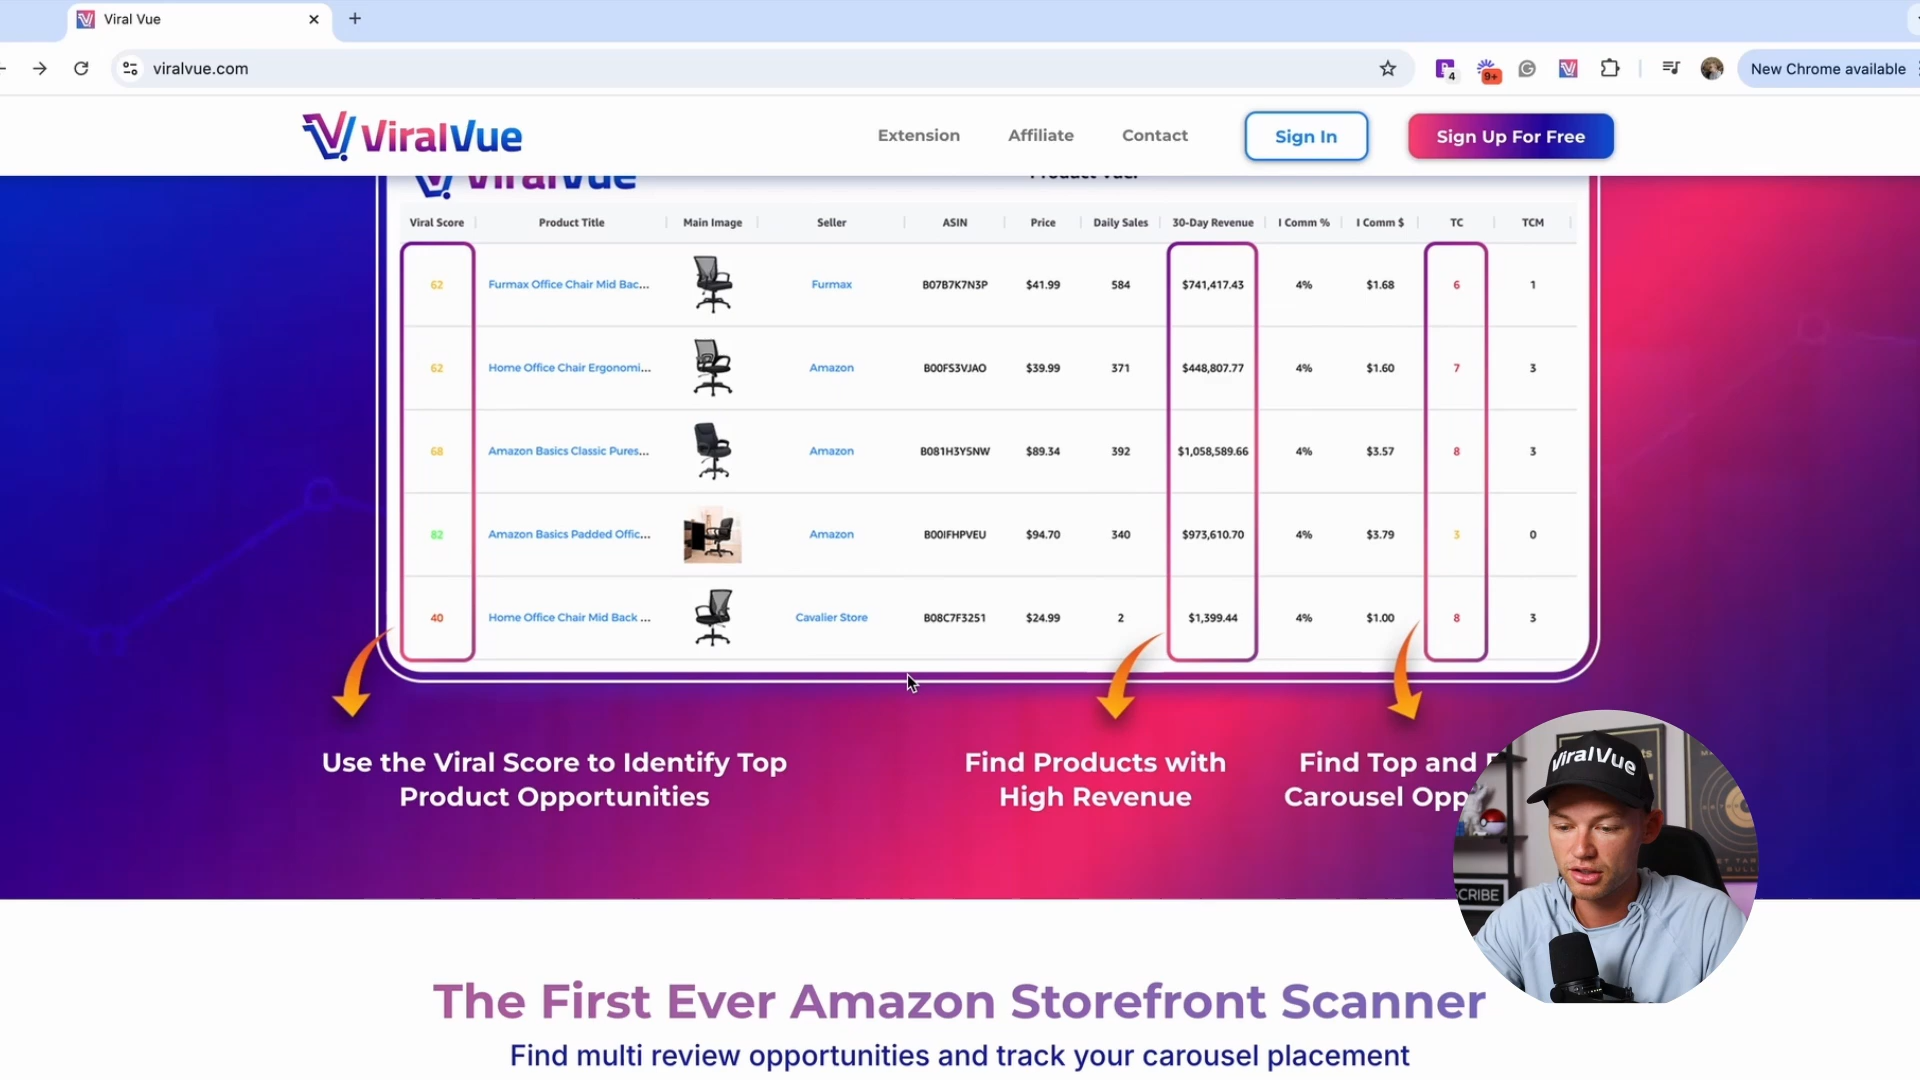 Viral Vue
viralvue.com
4
9+
New Chrome available
ViralVue
Extension
Affiliate
Contact
Sign In
Sign Up For Free
ViralVue
Product Vue:
Viral Score
Product Title
Main Image
Seller
ASIN
Price
Daily Sales
30-Day Revenue
I Comm %
I Comm $
TC
TCM
62
Furmax Office Chair Mid Bac...
Furmax
B07B7K7N3P
$41.99
584
$741,417.43
4%
$1.68
6
1
62
Home Office Chair Ergonomi...
Amazon
B00FS3VJAO
$39.99
371
$448,807.77
4%
$1.60
7
3
68
Amazon Basics Classic Pures...
Amazon
B081H3Y5NW
$89.34
392
$1,058,589.66
4%
$3.57
8
3
82
Amazon Basics Padded Offic...
Amazon
B00IFHPVEU
$94.70
340
$973,610.70
4%
$3.79
3
0
40
Home Office Chair Mid Back ...
Cavalier Store
B08C7F3251
$24.99
2
$1,399.44
4%
$1.00
8
3
Use the Viral Score to Identify Top
Product Opportunities
Find Products with
High Revenue
Find Top and
Carousel Opp
ViralVue
SCRIBE
The First Ever Amazon Storefront Scanner
Find multi review opportunities and track your carousel placement